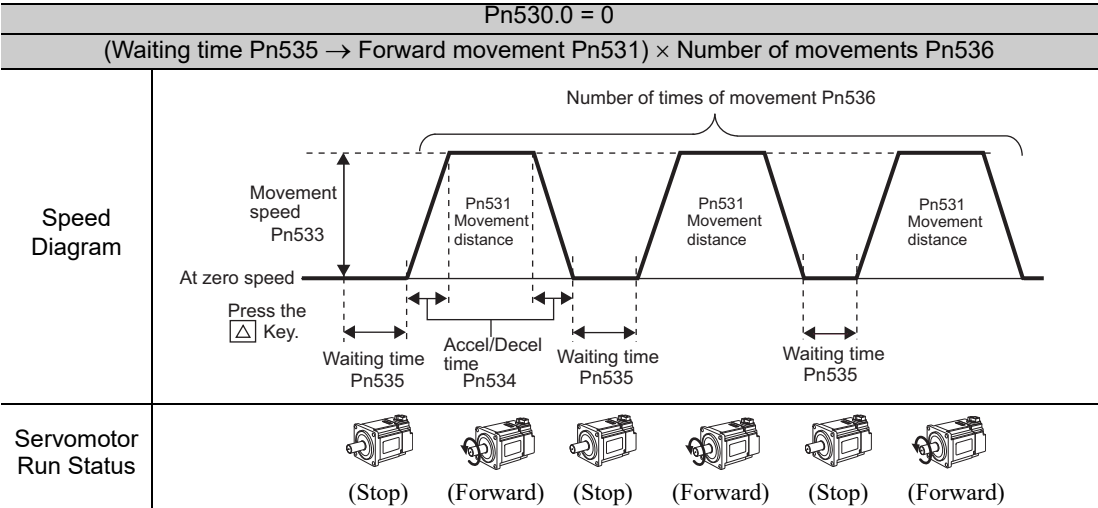 Pn530.0 = 0
(Waiting time Pn535 → Forward movement Pn531) × Number of movements Pn536
Speed
Diagram
Number of times of movement Pn536
Movement
speed
Pn533
Pn531
Movement
distance
Pn531
Movement
distance
Pn531
Movement
distance
At zero speed
Press the
△ Key.
Waiting time
Pn535
Accel/Decel
time
Pn534
Waiting time
Pn535
Waiting time
Pn535
Servomotor
Run Status
(Stop) (Forward) (Stop) (Forward) (Stop) (Forward)